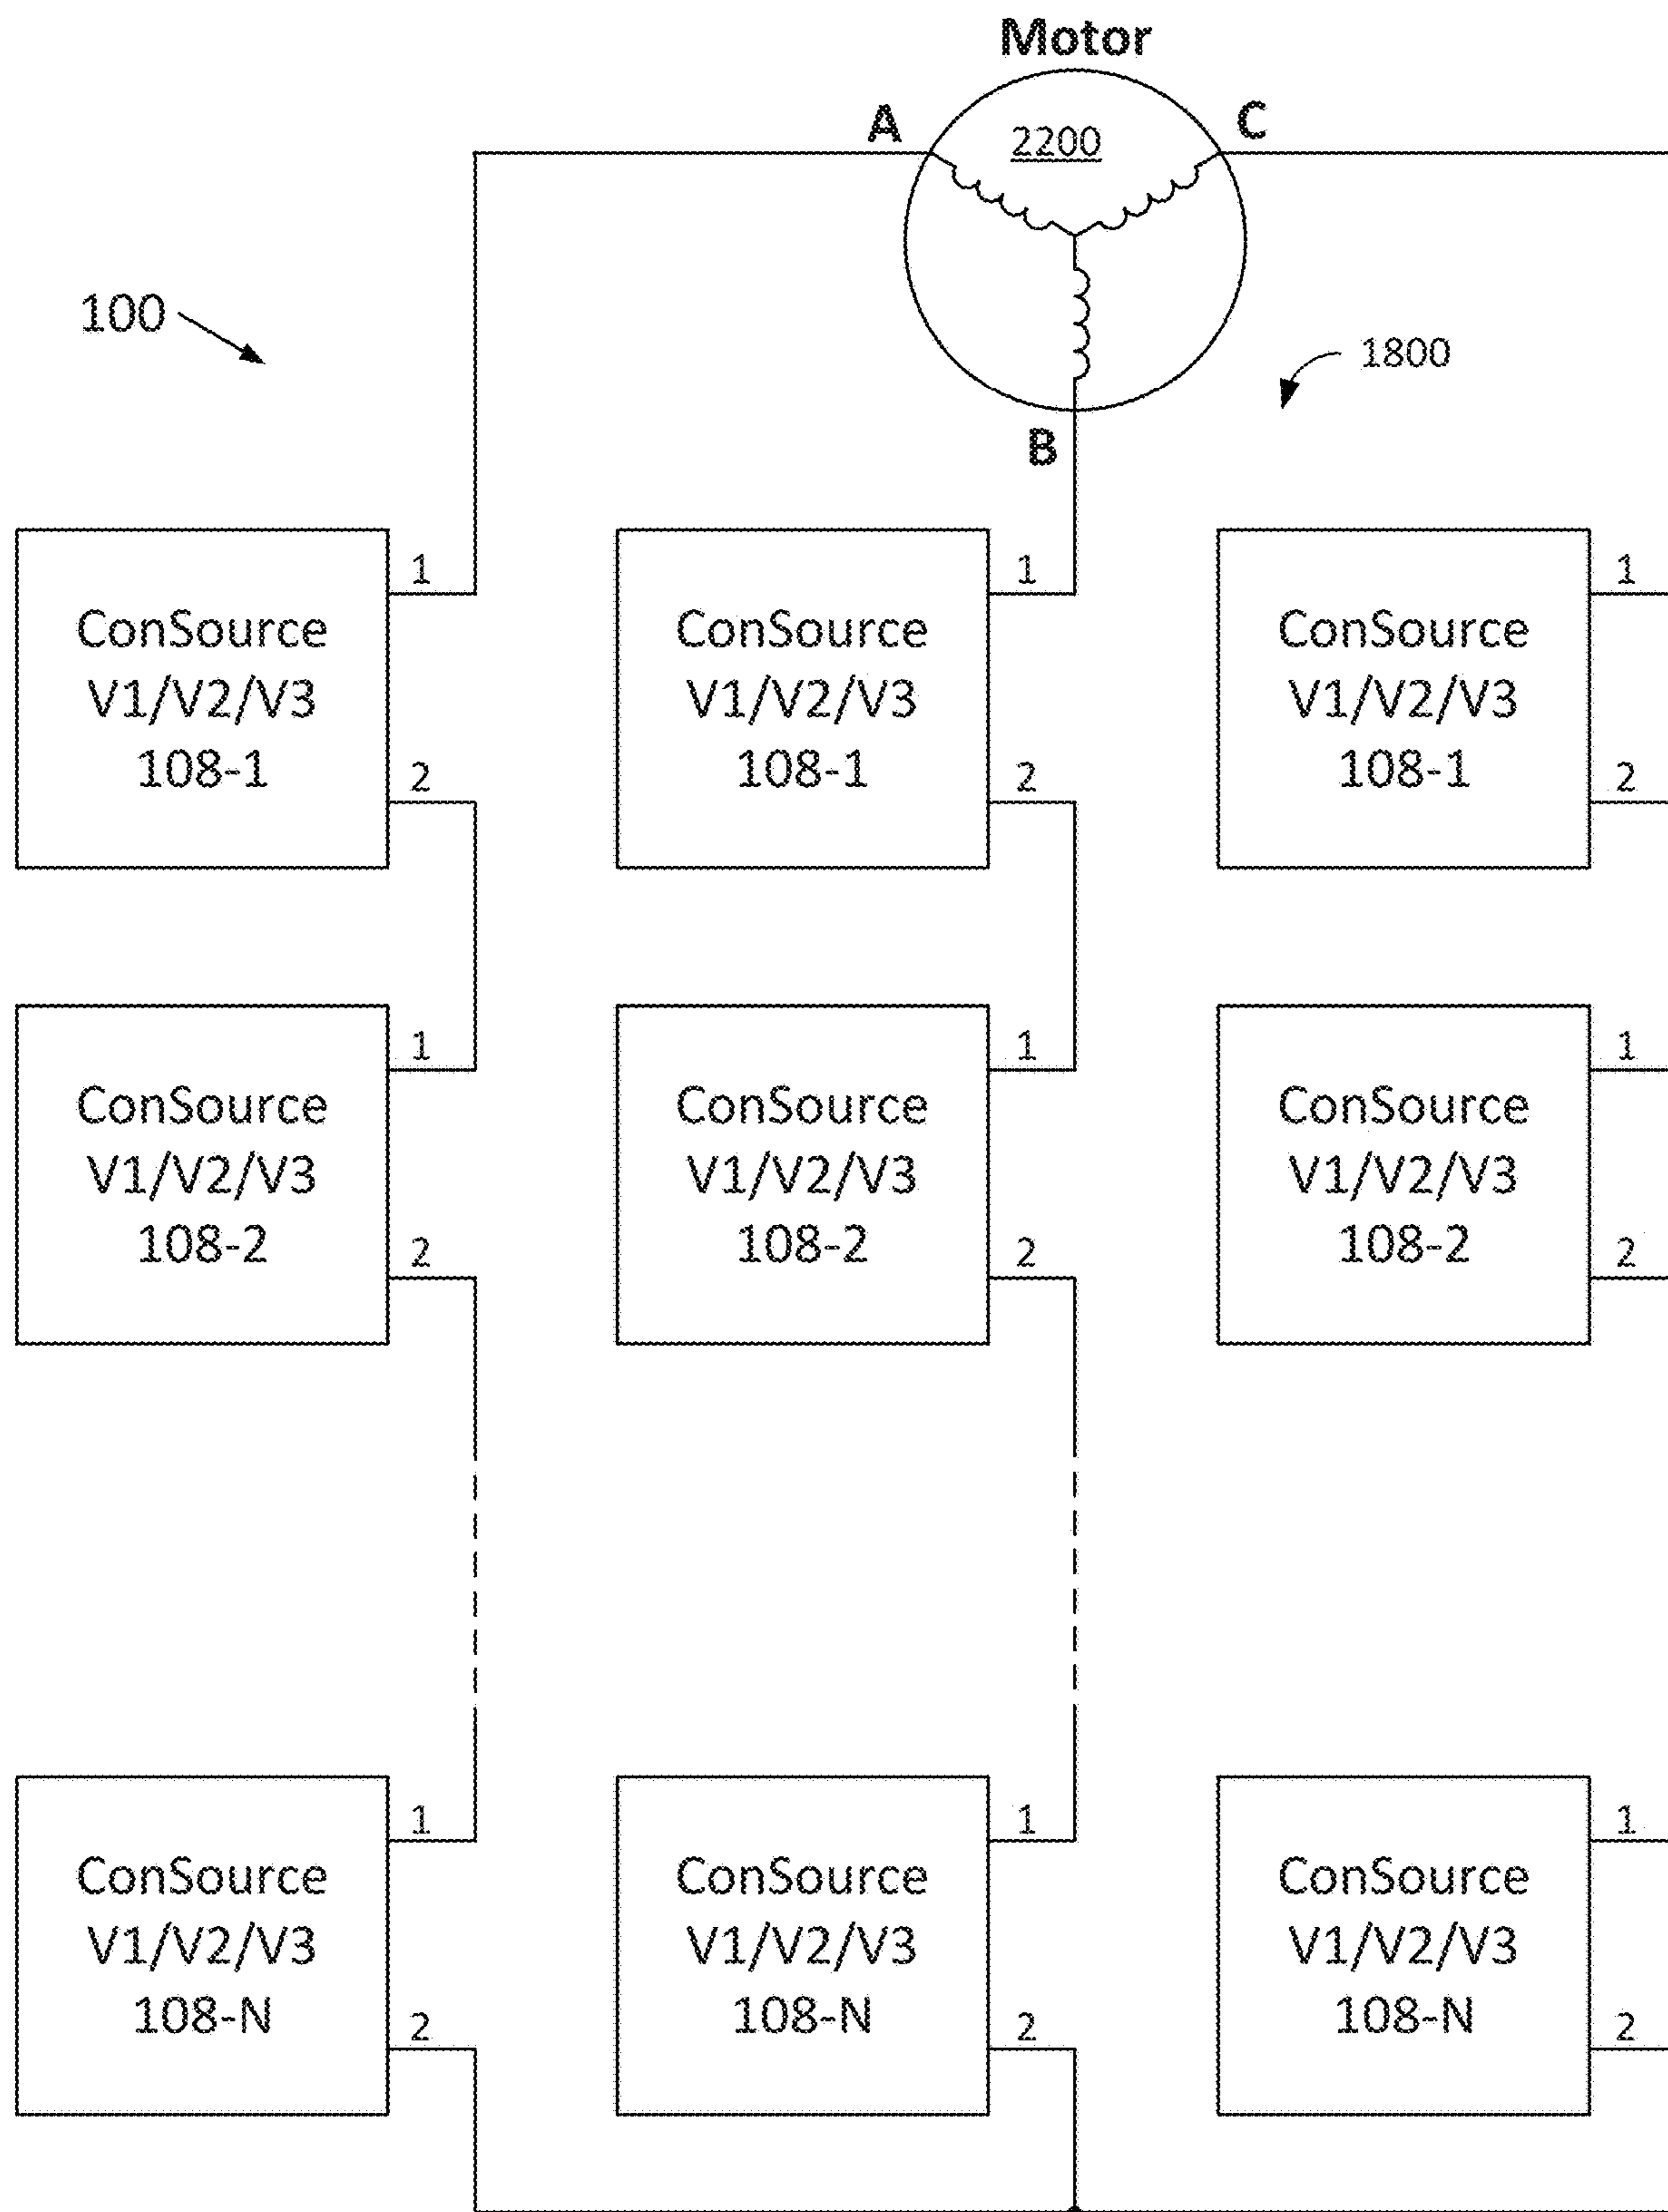 Motor
A
2200
C
100
1800
B
1
1
1
ConSource
V1/V2/V3
108-1
ConSource
V1/V2/V3
108-1
ConSource
V1/V2/V3
108-1
2
2
2
1
1
1
ConSource
V1/V2/V3
108-2
ConSource
V1/V2/V3
108-2
ConSource
V1/V2/V3
108-2
2
2
2
1
1
1
ConSource
V1/V2/V3
108-N
ConSource
V1/V2/V3
108-N
ConSource
V1/V2/V3
108-N
2
2
2